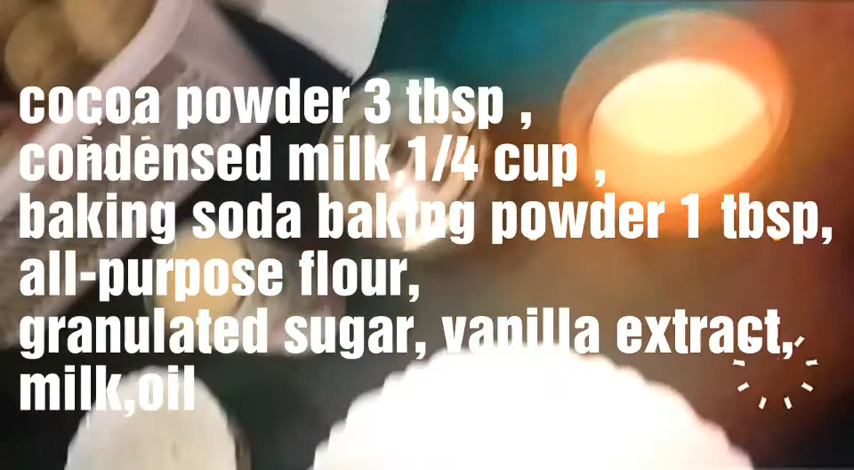 cocoa powder 3 tbsp ,
condensed milk,1/4 cup ,
baking soda baking powder 1 tbsp,
all-purpose flour,
granulated sugar, vanilla extract,
milk,oil